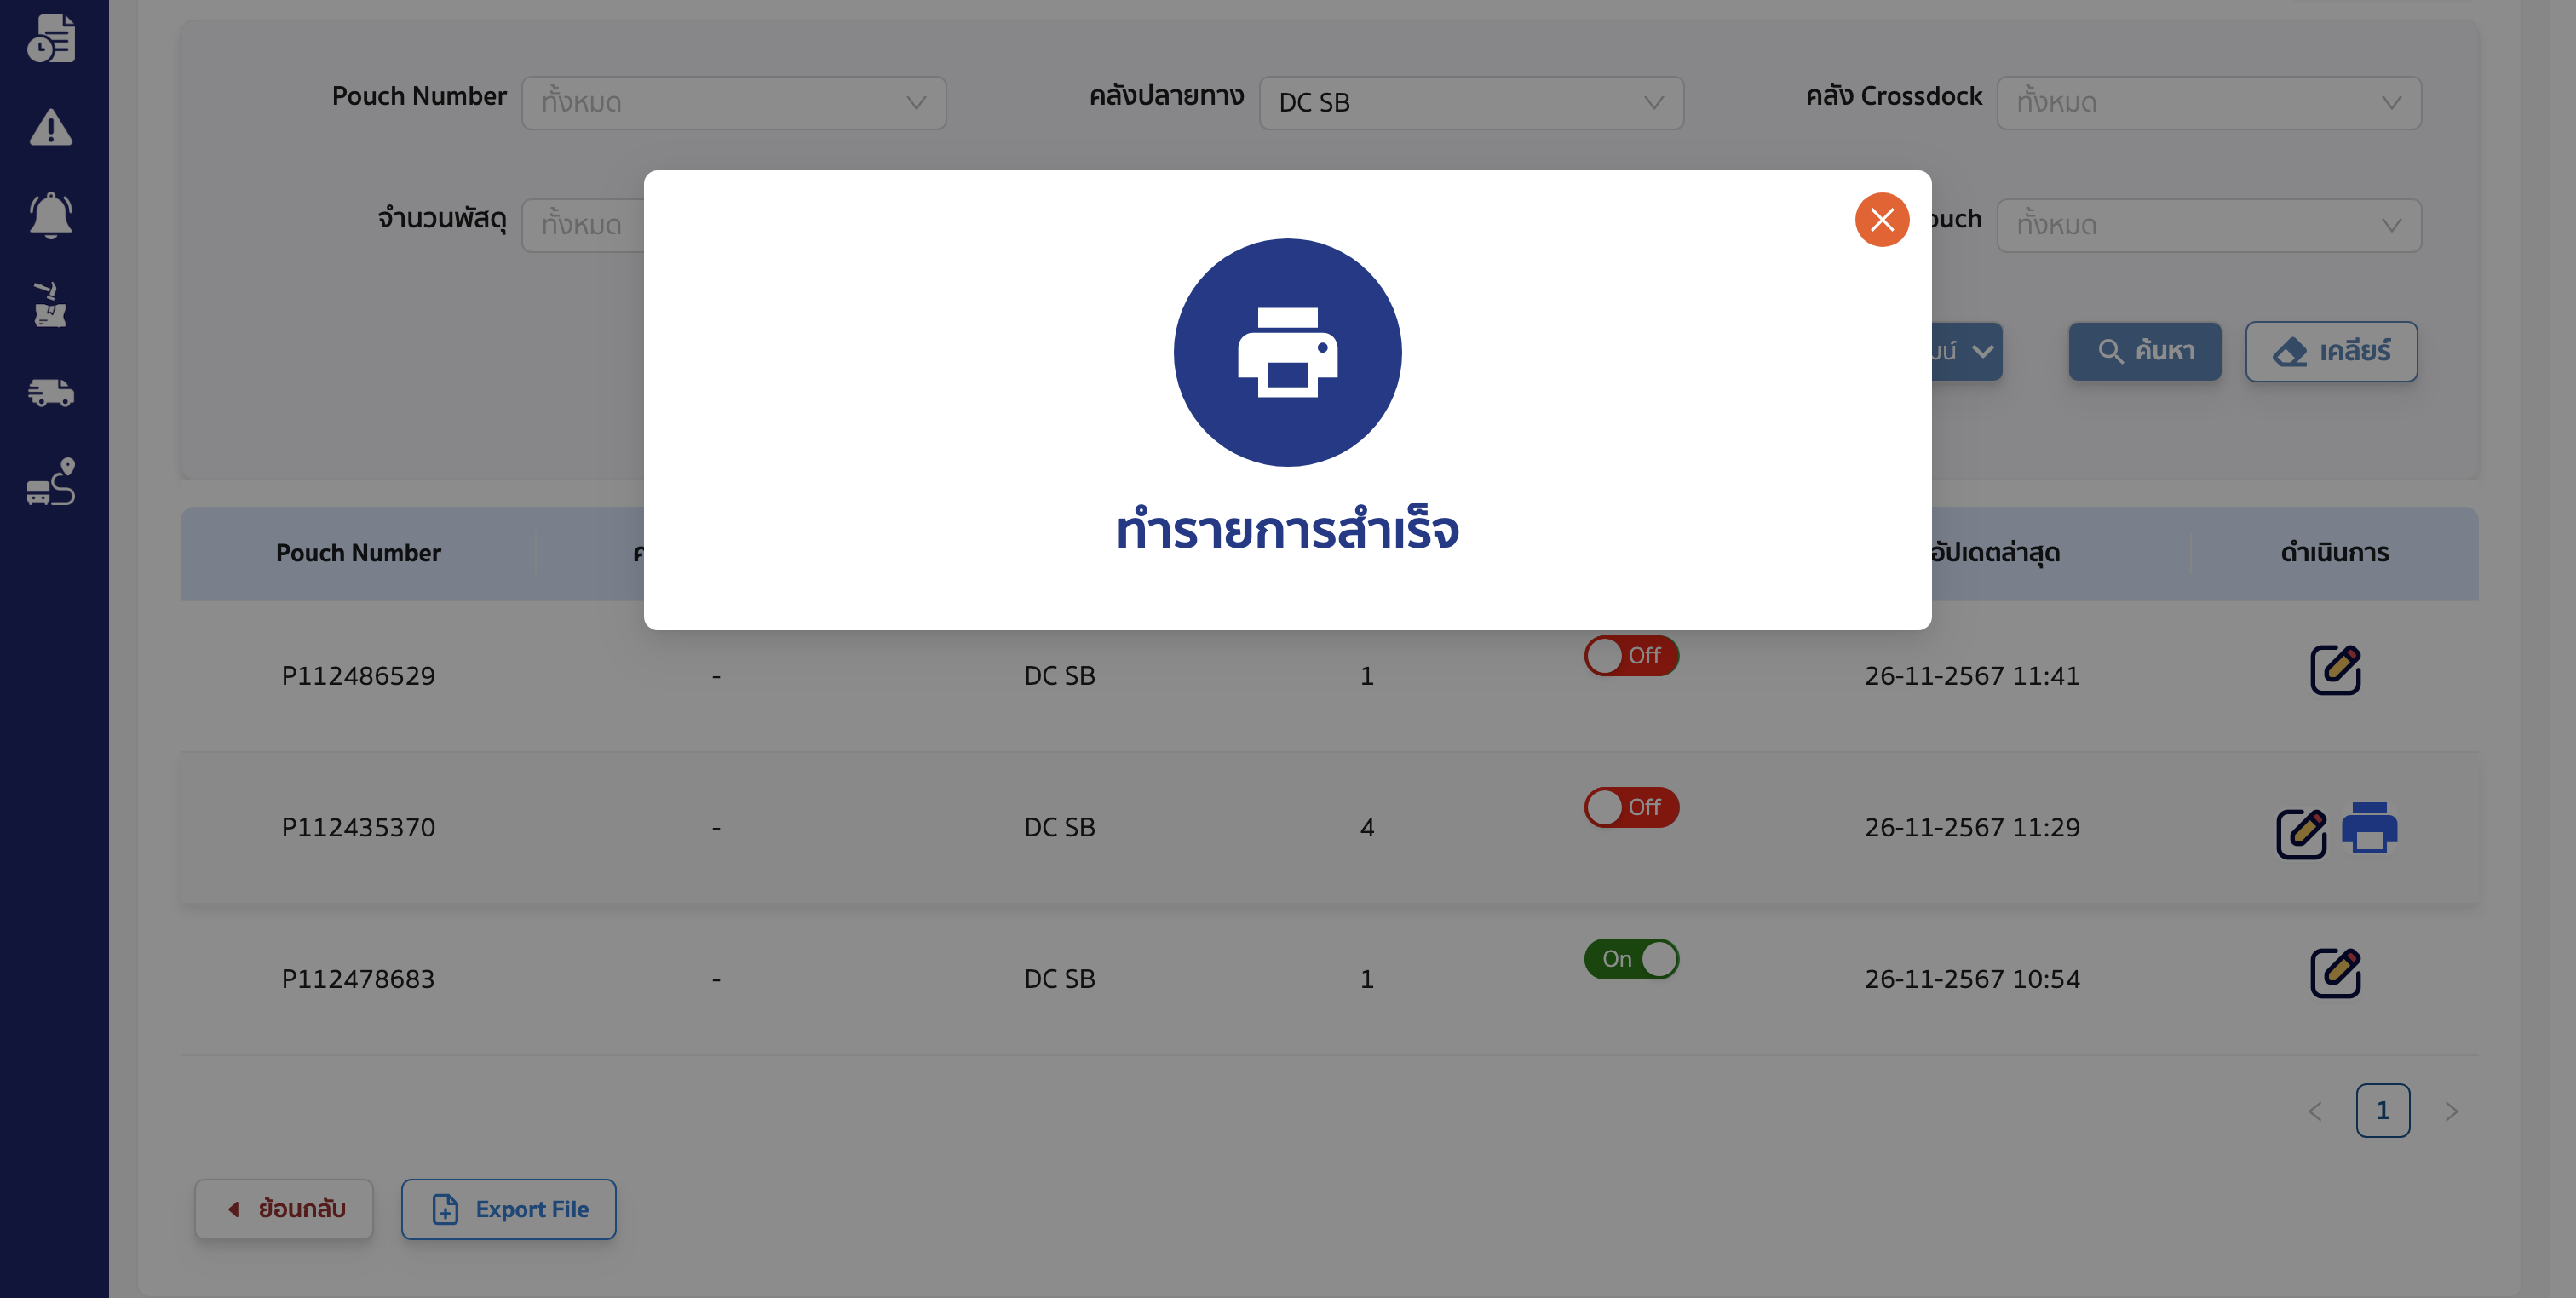 Pouch Number ทั้งหมด คลังปลายทาง DC SB คลัง Crossdock ทั้งหมด
จำนวนพัสดุ ทั้งหมด ทั้งหมด
ค้นหา เคลียร์
ทำรายการสำเร็จ
Pouch Number อัปเดตล่าสุด ดำเนินการ
P112486529 - DC SB 1 Off 26-11-2567 11:41
P112435370 - DC SB 4 Off 26-11-2567 11:29
P112478683 - DC SB 1 On 26-11-2567 10:54
1
ย้อนกลับ Export File